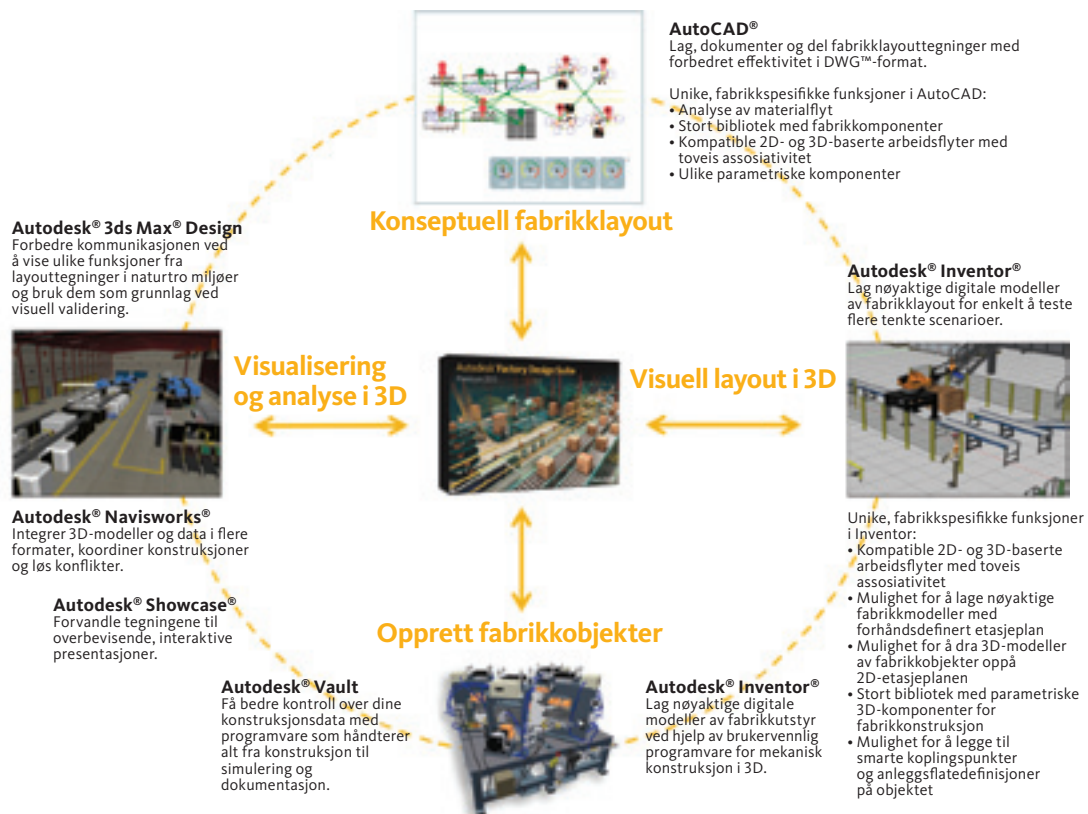 AutoCAD®
Lag, dokumenter og del fabrikklayouttegninger med
forbedret effektivitet i DWG™-format.
Unike, fabrikkspesifikke funksjoner i AutoCAD:
• Analyse av materialflyt
• Stort bibliotek med fabrikkomponenter
• Kompatible 2D- og 3D-baserte arbeidsflyter med
toveis assosiativitet
• Ulike parametriske komponenter
Konseptuell fabrikklayout
Autodesk® 3ds Max® Design
Forbedre kommunikasjonen ved
å vise ulike funksjoner fra
layouttegninger i naturtro miljøer
og bruk dem som grunnlag ved
visuell validering.
Autodesk® Inventor®
Lag nøyaktige digitale modeller
av fabrikklayout for enkelt å teste
flere tenkte scenarioer.
Visualisering
og analyse i 3D
Autodesk Factory Design Suite
Visuell layout i 3D
Autodesk® Navisworks®
Integrer 3D-modeller og data i flere
formater, koordiner konstruksjoner
og løs konflikter.
Autodesk® Showcase®
Forvandle tegningene til
overbevisende, interaktive
presentasjoner.
Unike, fabrikkspesifikke funksjoner
i Inventor:
• Kompatible 2D- og 3D-baserte
arbeidsflyter med toveis
assosiativitet
• Mulighet for å lage nøyaktige
fabrikkmodeller med
forhåndsdefinert etasjeplan
• Mulighet for å dra 3D-modeller
av fabrikkobjekter oppå
2D-etasjeplanen
• Stort bibliotek med parametriske
3D-komponenter for
fabrikkonstruksjon
• Mulighet for å legge til
smarte koplingspunkter
og anleggsflatedefinisjoner
på objektet
Opprett fabrikkobjekter
Autodesk® Vault
Få bedre kontroll over dine
konstruksjonsdata med
programvare som håndterer
alt fra konstruksjon til
simulering og
dokumentasjon.
Autodesk® Inventor®
Lag nøyaktige digitale
modeller av fabrikkutstyr
ved hjelp av brukervennlig
programvare for mekanisk
konstruksjon i 3D.